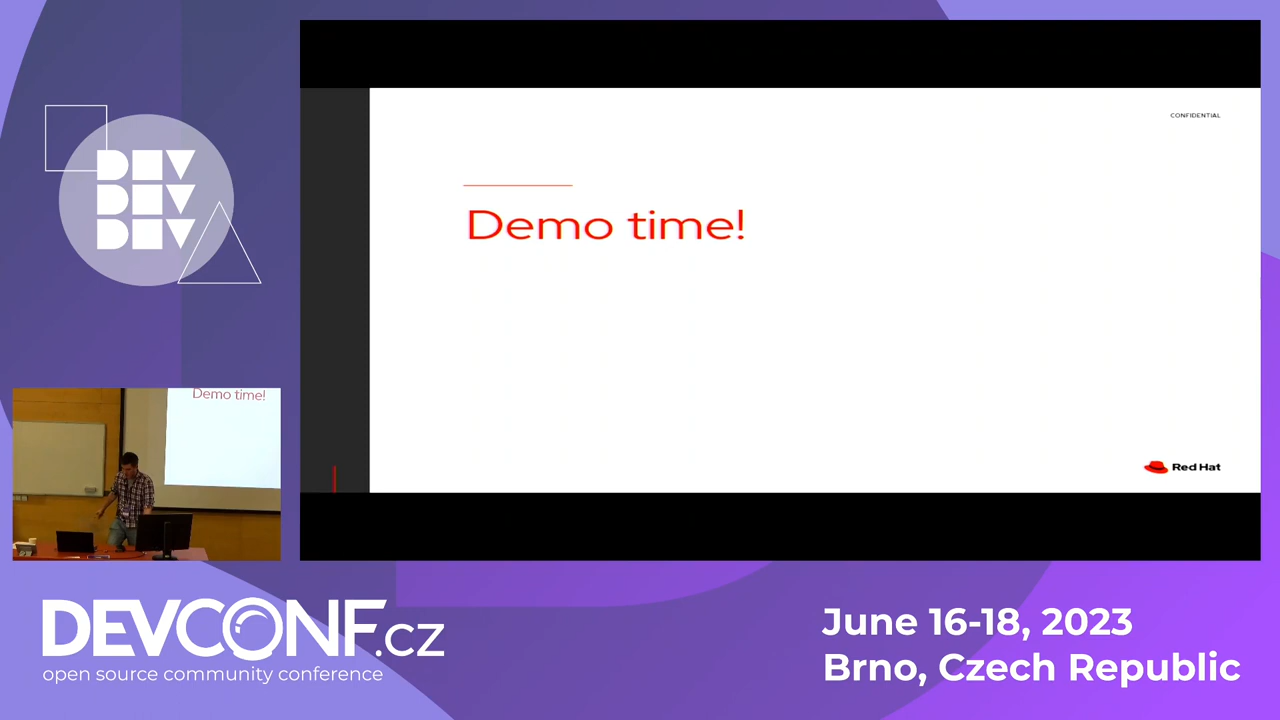 DEV
DEV
DEV
CONFIDENTIAL
Demo time!
Red Hat
Demo time!
DEVCONF.cz
open source community conference
June 16-18, 2023
Brno, Czech Republic